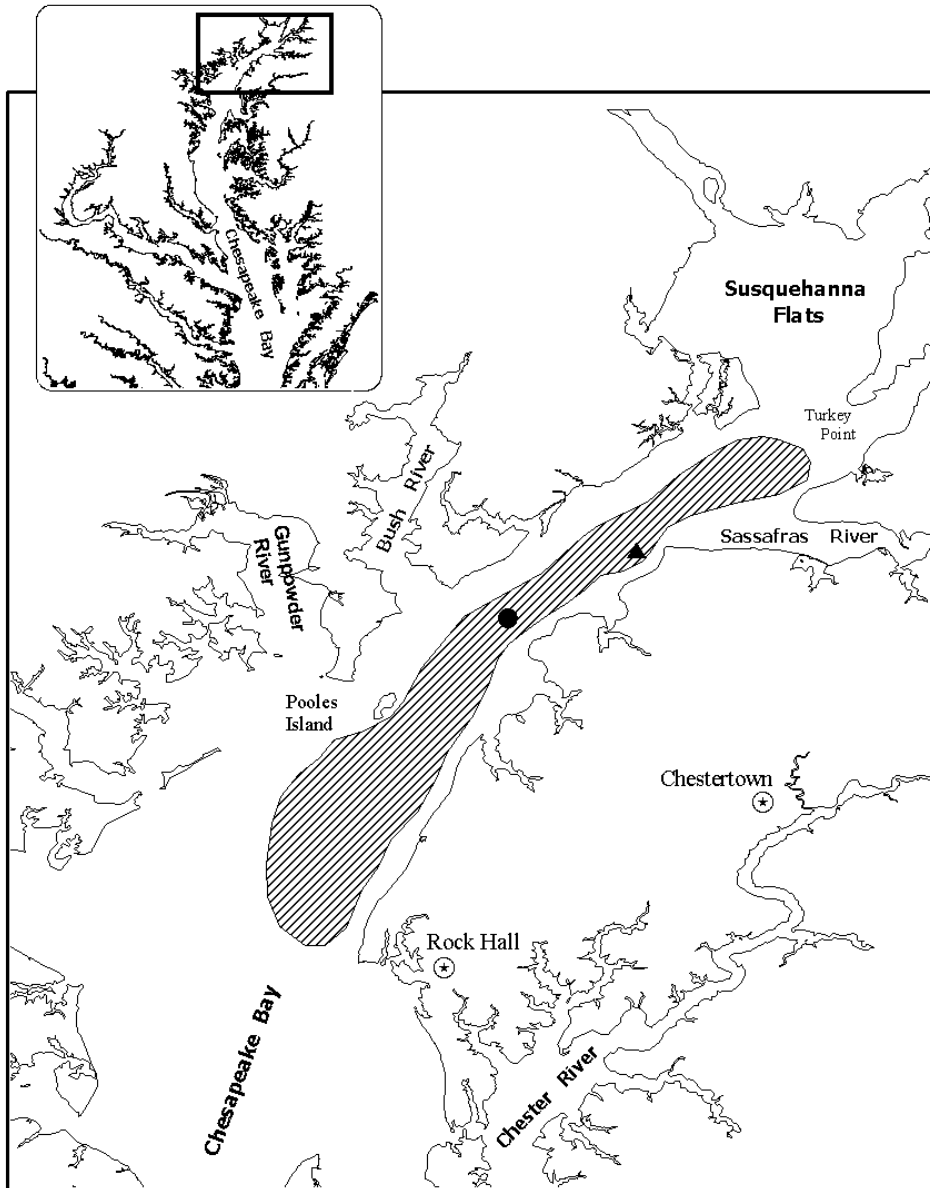 Chesapeake Bay
Susquehanna
Flats
Turkey
Point
Bush River
Gunppwder
River
Sassafras River
Pooles
Island
Chestertown
Rock Hall
Chesapeake Bay
Chester River